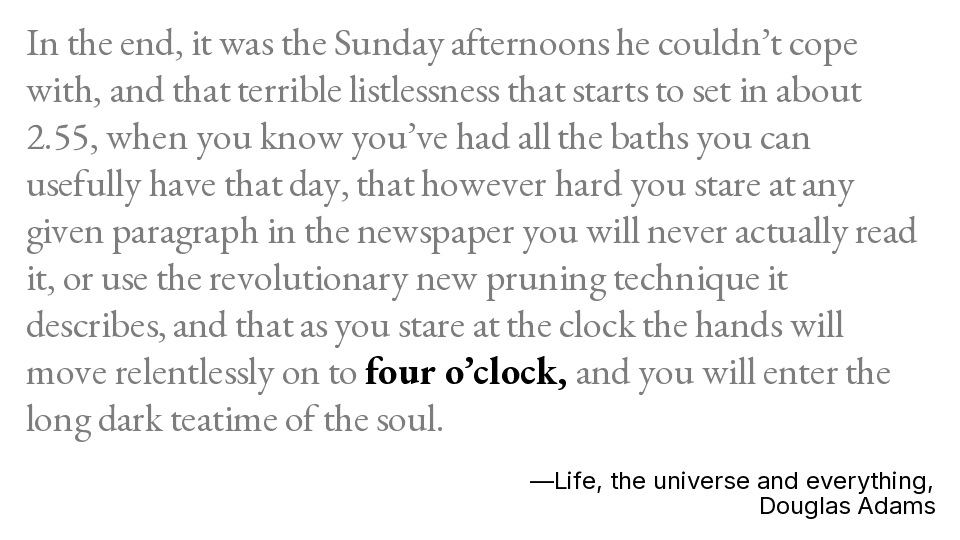 In the end, it was the Sunday afternoons he couldn’t cope
with, and that terrible listlessness that starts to set in about
2.55, when you know you’ve had all the baths you can
usefully have that day, that however hard you stare at any
given paragraph in the newspaper you will never actually read
it, or use the revolutionary new pruning technique it
describes, and that as you stare at the clock the hands will
move relentlessly on to four o’clock, and you will enter the
long dark teatime of the soul.
—Life, the universe and everything,
Douglas Adams